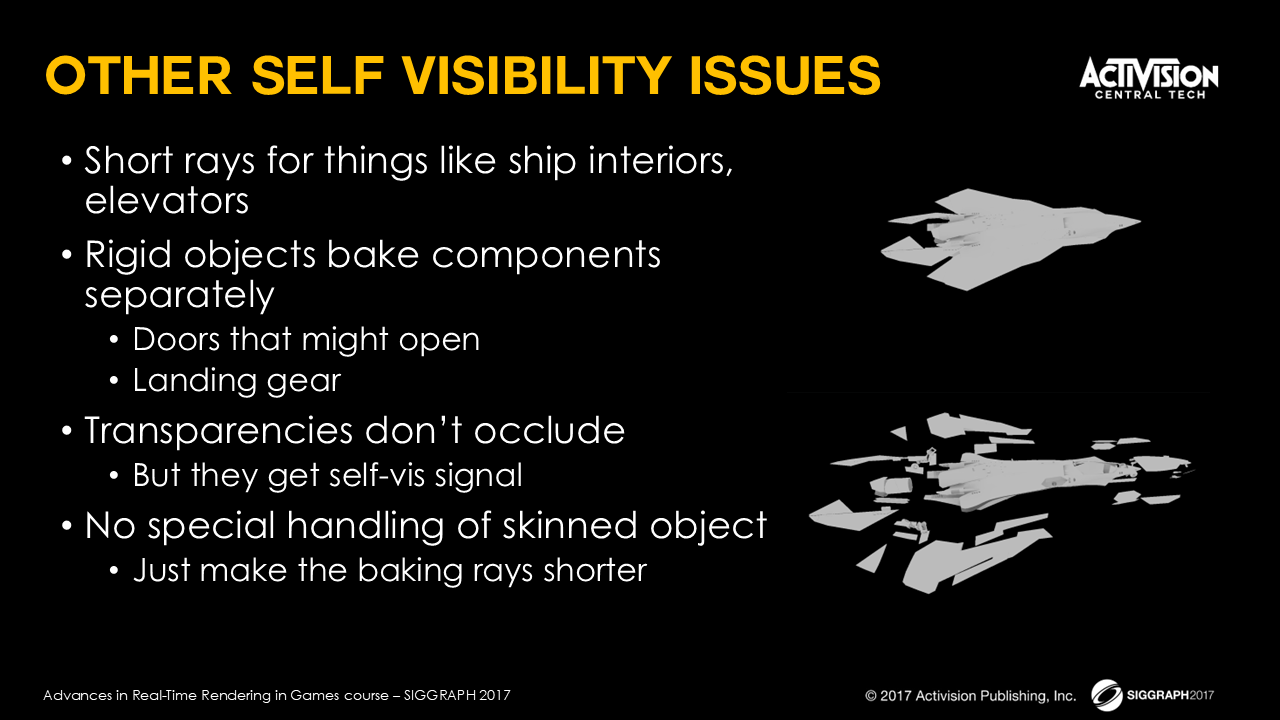 OTHER SELF VISIBILITY ISSUES
ACTIVISION
CENTRAL TECH
• Short rays for things like ship interiors,
elevators
• Rigid objects bake components
separately
• Doors that might open
• Landing gear
• Transparencies don’t occlude
• But they get self-vis signal
• No special handling of skinned object
• Just make the baking rays shorter
Advances in Real-Time Rendering in Games course – SIGGRAPH 2017
© 2017 Activision Publishing, Inc.
SIGGRAPH2017